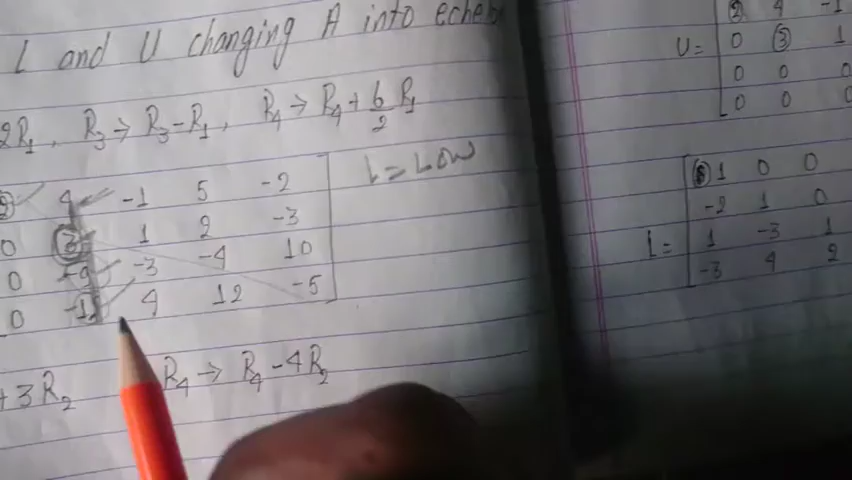 L and U changing A into echelo
2R₁, R₃ → R₃-R₁, R₄ → R₄ + 6/2 R₁
2 4 -1 5 -2
0 3 1 2 -3
0 -9 -3 -4 10
0 -12 4 12 -5
L = Low
+3R₂ R₄ → R₄-4R₂
2 4 -1
U = 0 3 1
0 0 0
0 0 0
1 0 0
-2 1 0
L = 1 -3 1
-3 4 2